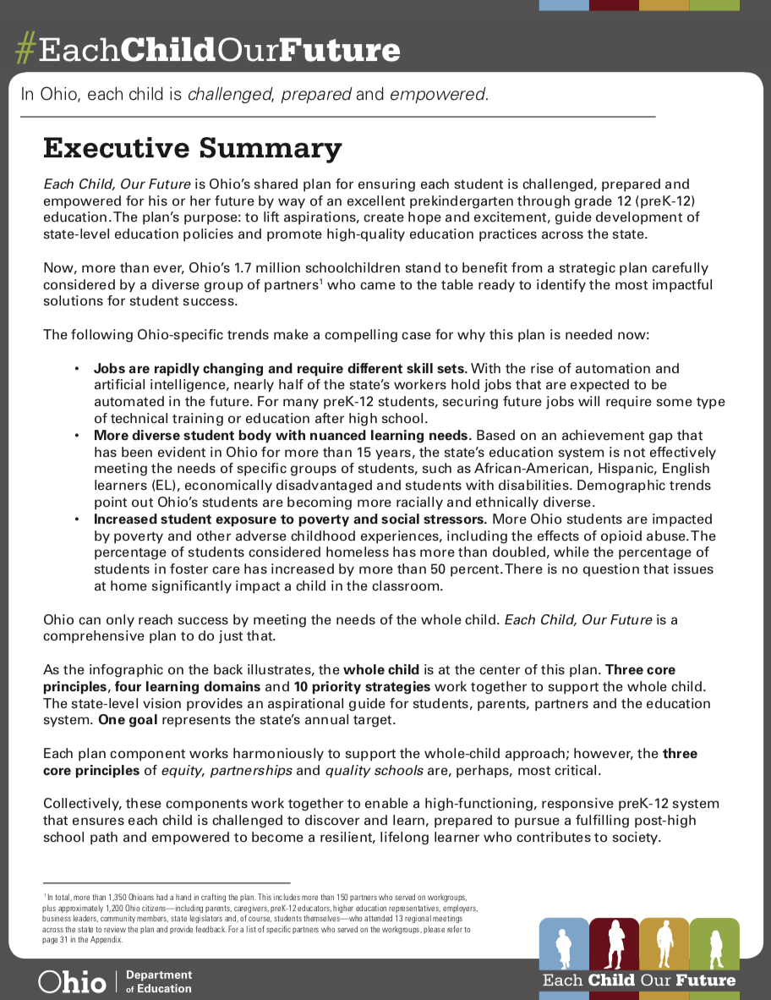 #EachChildOurFuture
In Ohio, each child is challenged, prepared and empowered.
Executive Summary
Each Child, Our Future is Ohio’s shared plan for ensuring each student is challenged, prepared and
empowered for his or her future by way of an excellent prekindergarten through grade 12 (preK-12)
education. The plan’s purpose: to lift aspirations, create hope and excitement, guide development of
state-level education policies and promote high-quality education practices across the state.
Now, more than ever, Ohio’s 1.7 million schoolchildren stand to benefit from a strategic plan carefully
considered by a diverse group of partners¹ who came to the table ready to identify the most impactful
solutions for student success.
The following Ohio-specific trends make a compelling case for why this plan is needed now:
• Jobs are rapidly changing and require different skill sets. With the rise of automation and
artificial intelligence, nearly half of the state’s workers hold jobs that are expected to be
automated in the future. For many preK-12 students, securing future jobs will require some type
of technical training or education after high school.
• More diverse student body with nuanced learning needs. Based on an achievement gap that
has been evident in Ohio for more than 15 years, the state’s education system is not effectively
meeting the needs of specific groups of students, such as African-American, Hispanic, English
learners (EL), economically disadvantaged and students with disabilities. Demographic trends
point out Ohio’s students are becoming more racially and ethnically diverse.
• Increased student exposure to poverty and social stressors. More Ohio students are impacted
by poverty and other adverse childhood experiences, including the effects of opioid abuse. The
percentage of students considered homeless has more than doubled, while the percentage of
students in foster care has increased by more than 50 percent. There is no question that issues
at home significantly impact a child in the classroom.
Ohio can only reach success by meeting the needs of the whole child. Each Child, Our Future is a
comprehensive plan to do just that.
As the infographic on the back illustrates, the whole child is at the center of this plan. Three core
principles, four learning domains and 10 priority strategies work together to support the whole child.
The state-level vision provides an aspirational guide for students, parents, partners and the education
system. One goal represents the state’s annual target.
Each plan component works harmoniously to support the whole-child approach; however, the three
core principles of equity, partnerships and quality schools are, perhaps, most critical.
Collectively, these components work together to enable a high-functioning, responsive preK-12 system
that ensures each child is challenged to discover and learn, prepared to pursue a fulfilling post-high
school path and empowered to become a resilient, lifelong learner who contributes to society.
¹ In total, more than 1,350 Ohioans had a hand in crafting the plan. This includes more than 150 partners who served on workgroups,
plus approximately 1,200 Ohio citizens—including parents, caregivers, preK-12 educators, higher education representatives, employers,
business leaders, community members, state legislators and, of course, students themselves—who attended 13 regional meetings
across the state to review the plan and provide feedback. For a list of specific partners who served on the workgroups, please refer to
page 31 in the Appendix.
Ohio | Department
of Education
Each Child Our Future